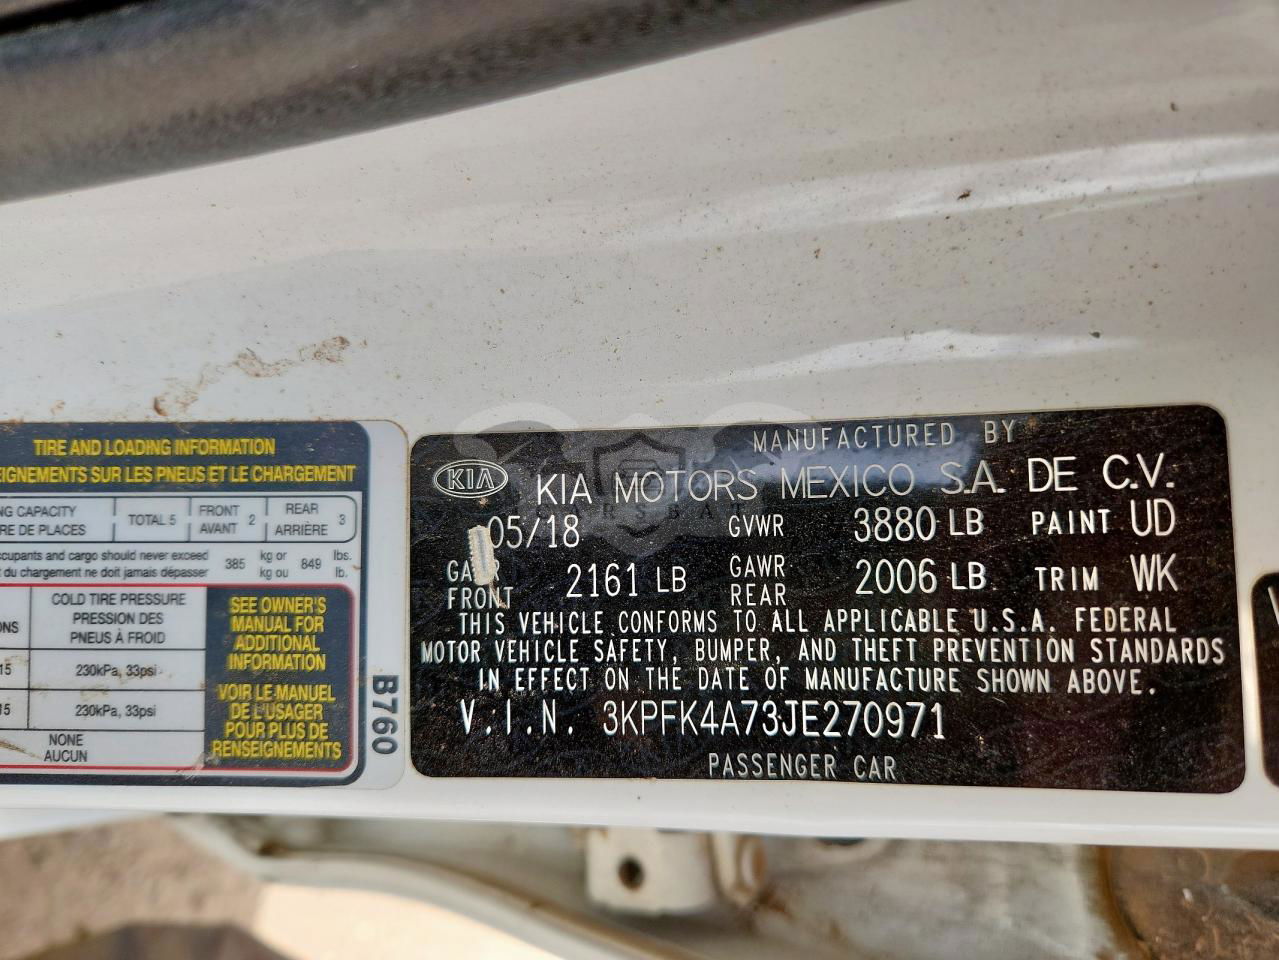 TIRE AND LOADING INFORMATION
EIGNEMENTS SUR LES PNEUS ET LE CHARGEMENT
NG CAPACITY TOTAL 5 FRONT 2 REAR 3
RE DE PLACES AVANT ARRIÈRE
ccupants and cargo should never exceed 385 kg or 849 lbs.
t du chargement ne doit jamais dépasser kg ou lb.
ONS
COLD TIRE PRESSURE
PRESSION DES
PNEUS À FROID
15 230kPa, 33psi
15 230kPa, 33psi
NONE
AUCUN
SEE OWNER'S
MANUAL FOR
ADDITIONAL
INFORMATION
VOIR LE MANUEL
DE L'USAGER
POUR PLUS DE
RENSEIGNEMENTS
B760
MANUFACTURED BY
KIA
KIA MOTORS MEXICO S.A. DE C.V.
CARSBAT
05/18 GVWR 3880 LB PAINT UD
GAWR FRONT 2161 LB GAWR REAR 2006 LB TRIM WK
THIS VEHICLE CONFORMS TO ALL APPLICABLE U.S.A. FEDERAL
MOTOR VEHICLE SAFETY, BUMPER, AND THEFT PREVENTION STANDARDS
IN EFFECT ON THE DATE OF MANUFACTURE SHOWN ABOVE.
V.I.N. 3KPFK4A73JE270971
PASSENGER CAR